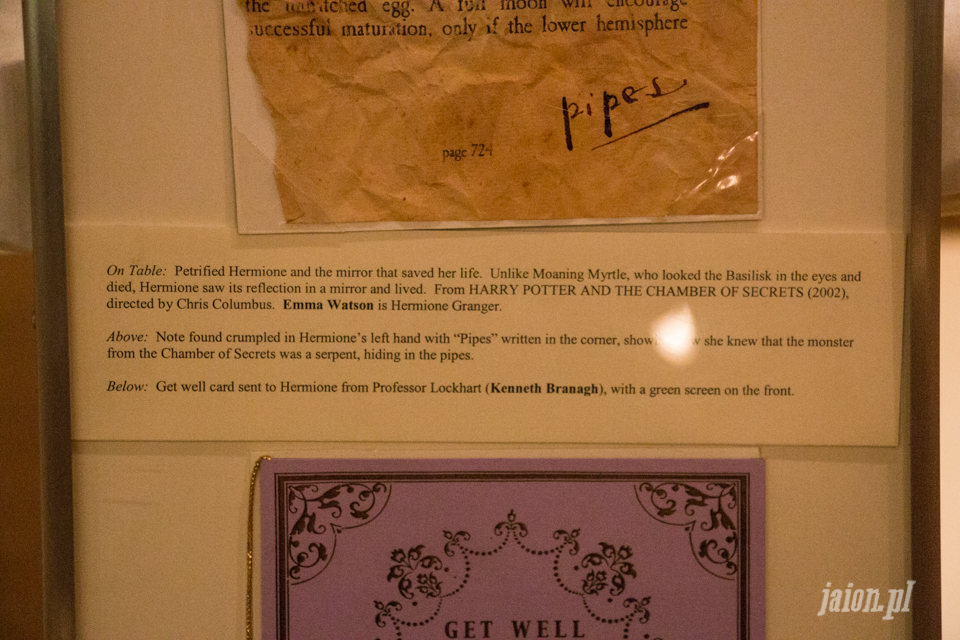 the egg. A full moon will encourage
successful maturation, only if the lower hemisphere
pipes
page 724
On Table: Petrified Hermione and the mirror that saved her life. Unlike Moaning Myrtle, who looked the Basilisk in the eyes and
died, Hermione saw its reflection in a mirror and lived. From HARRY POTTER AND THE CHAMBER OF SECRETS (2002),
directed by Chris Columbus. Emma Watson is Hermione Granger.
Above: Note found crumpled in Hermione's left hand with “Pipes” written in the corner, she knew that the monster
from the Chamber of Secrets was a serpent, hiding in the pipes.
Below: Get well card sent to Hermione from Professor Lockhart (Kenneth Branagh), with a green screen on the front.
GET WELL
jaion.pl